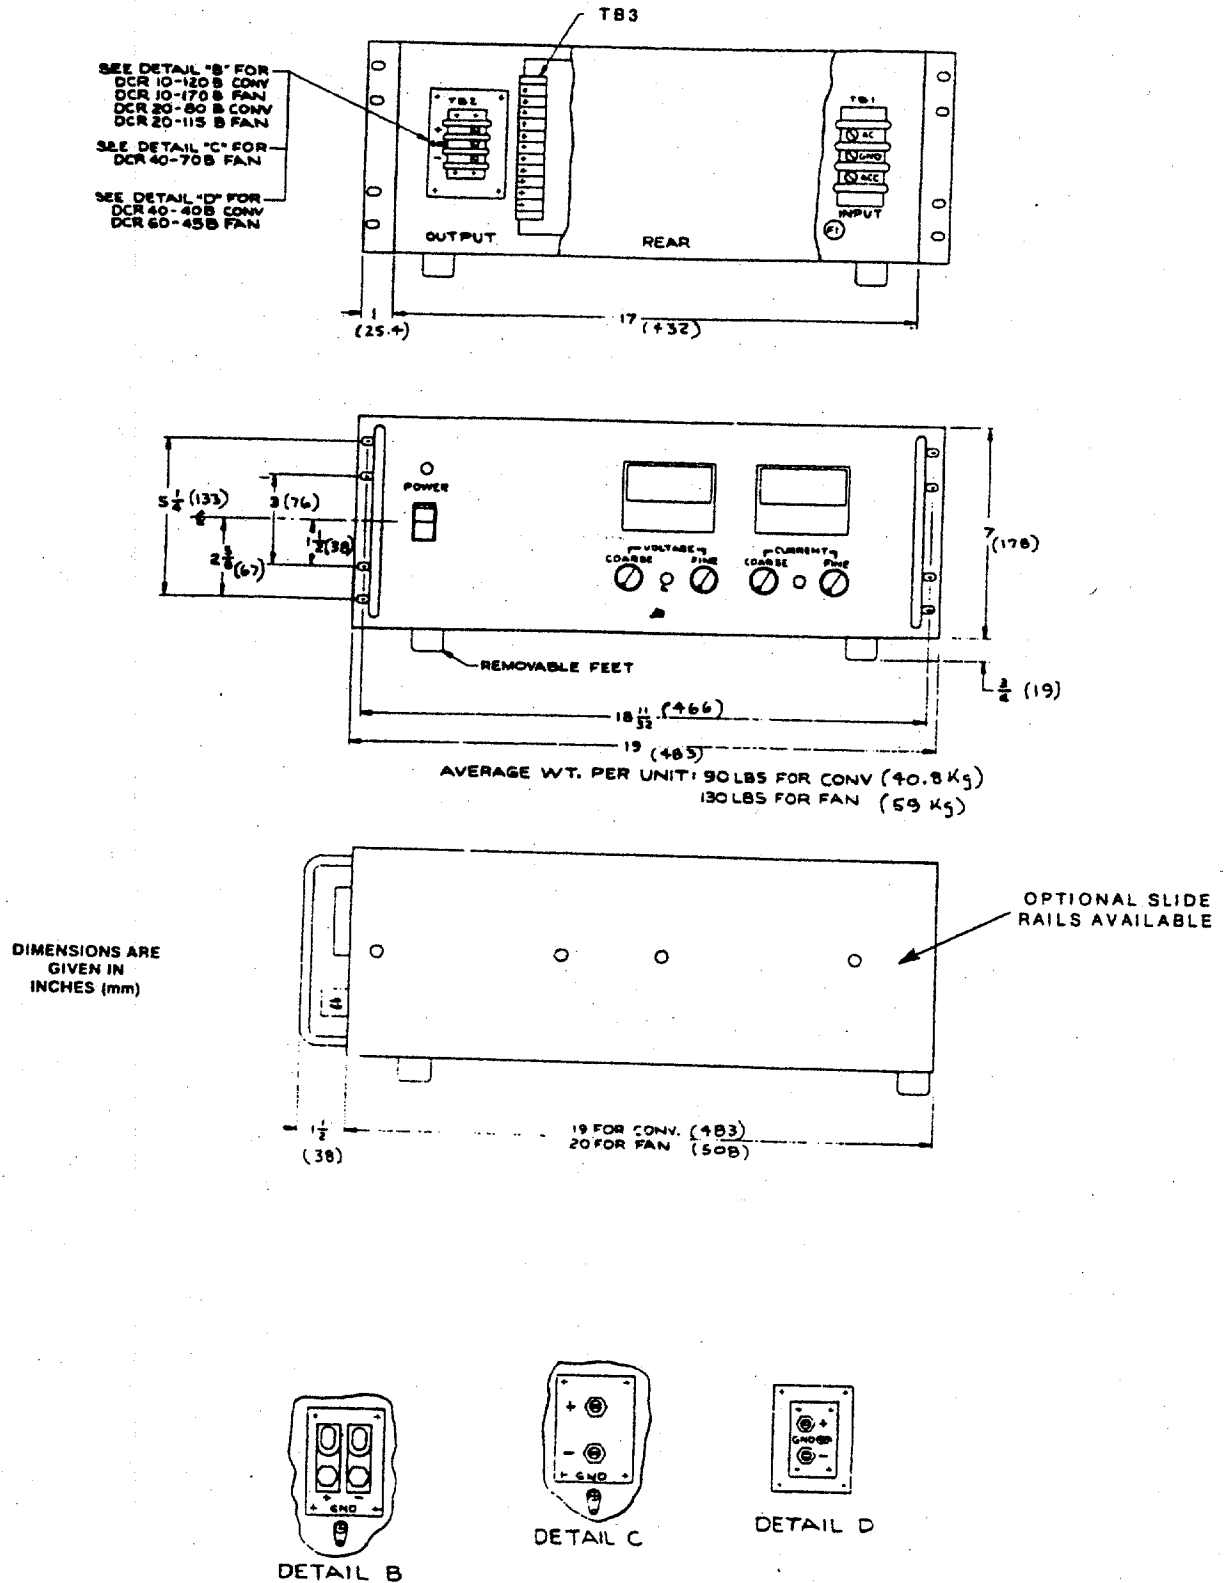 TB3
SEE DETAIL "B" FOR
DCR 10-120 B CONV
DCR 10-170 B FAN
DCR 20-80 B CONV
DCR 20-115 B FAN
SEE DETAIL "C" FOR
DCR 40-70B FAN
SEE DETAIL "D" FOR
DCR 40-40B CONV
DCR 60-45B FAN
TB2
+
-
OUTPUT
REAR
TB1
AC
GND
ACC
INPUT
F1
1
(25.4)
17
(432)
5 1/4 (133)
3 (76)
1 1/2 (38)
(67)
POWER
VOLTAGE
COARSE FINE
CURRENT
COARSE FINE
7
(178)
REMOVABLE FEET
3/4 (19)
18 11/32 (466)
19 (483)
AVERAGE WT. PER UNIT: 90 LBS FOR CONV (40.8 Kg)
130 LBS FOR FAN (59 Kg)
OPTIONAL SLIDE
RAILS AVAILABLE
DIMENSIONS ARE
GIVEN IN
INCHES (mm)
1 1/2
(38)
19 FOR CONV. (483)
20 FOR FAN (508)
+ -
GND
DETAIL B
+
-
GND
DETAIL C
+
GND
-
DETAIL D